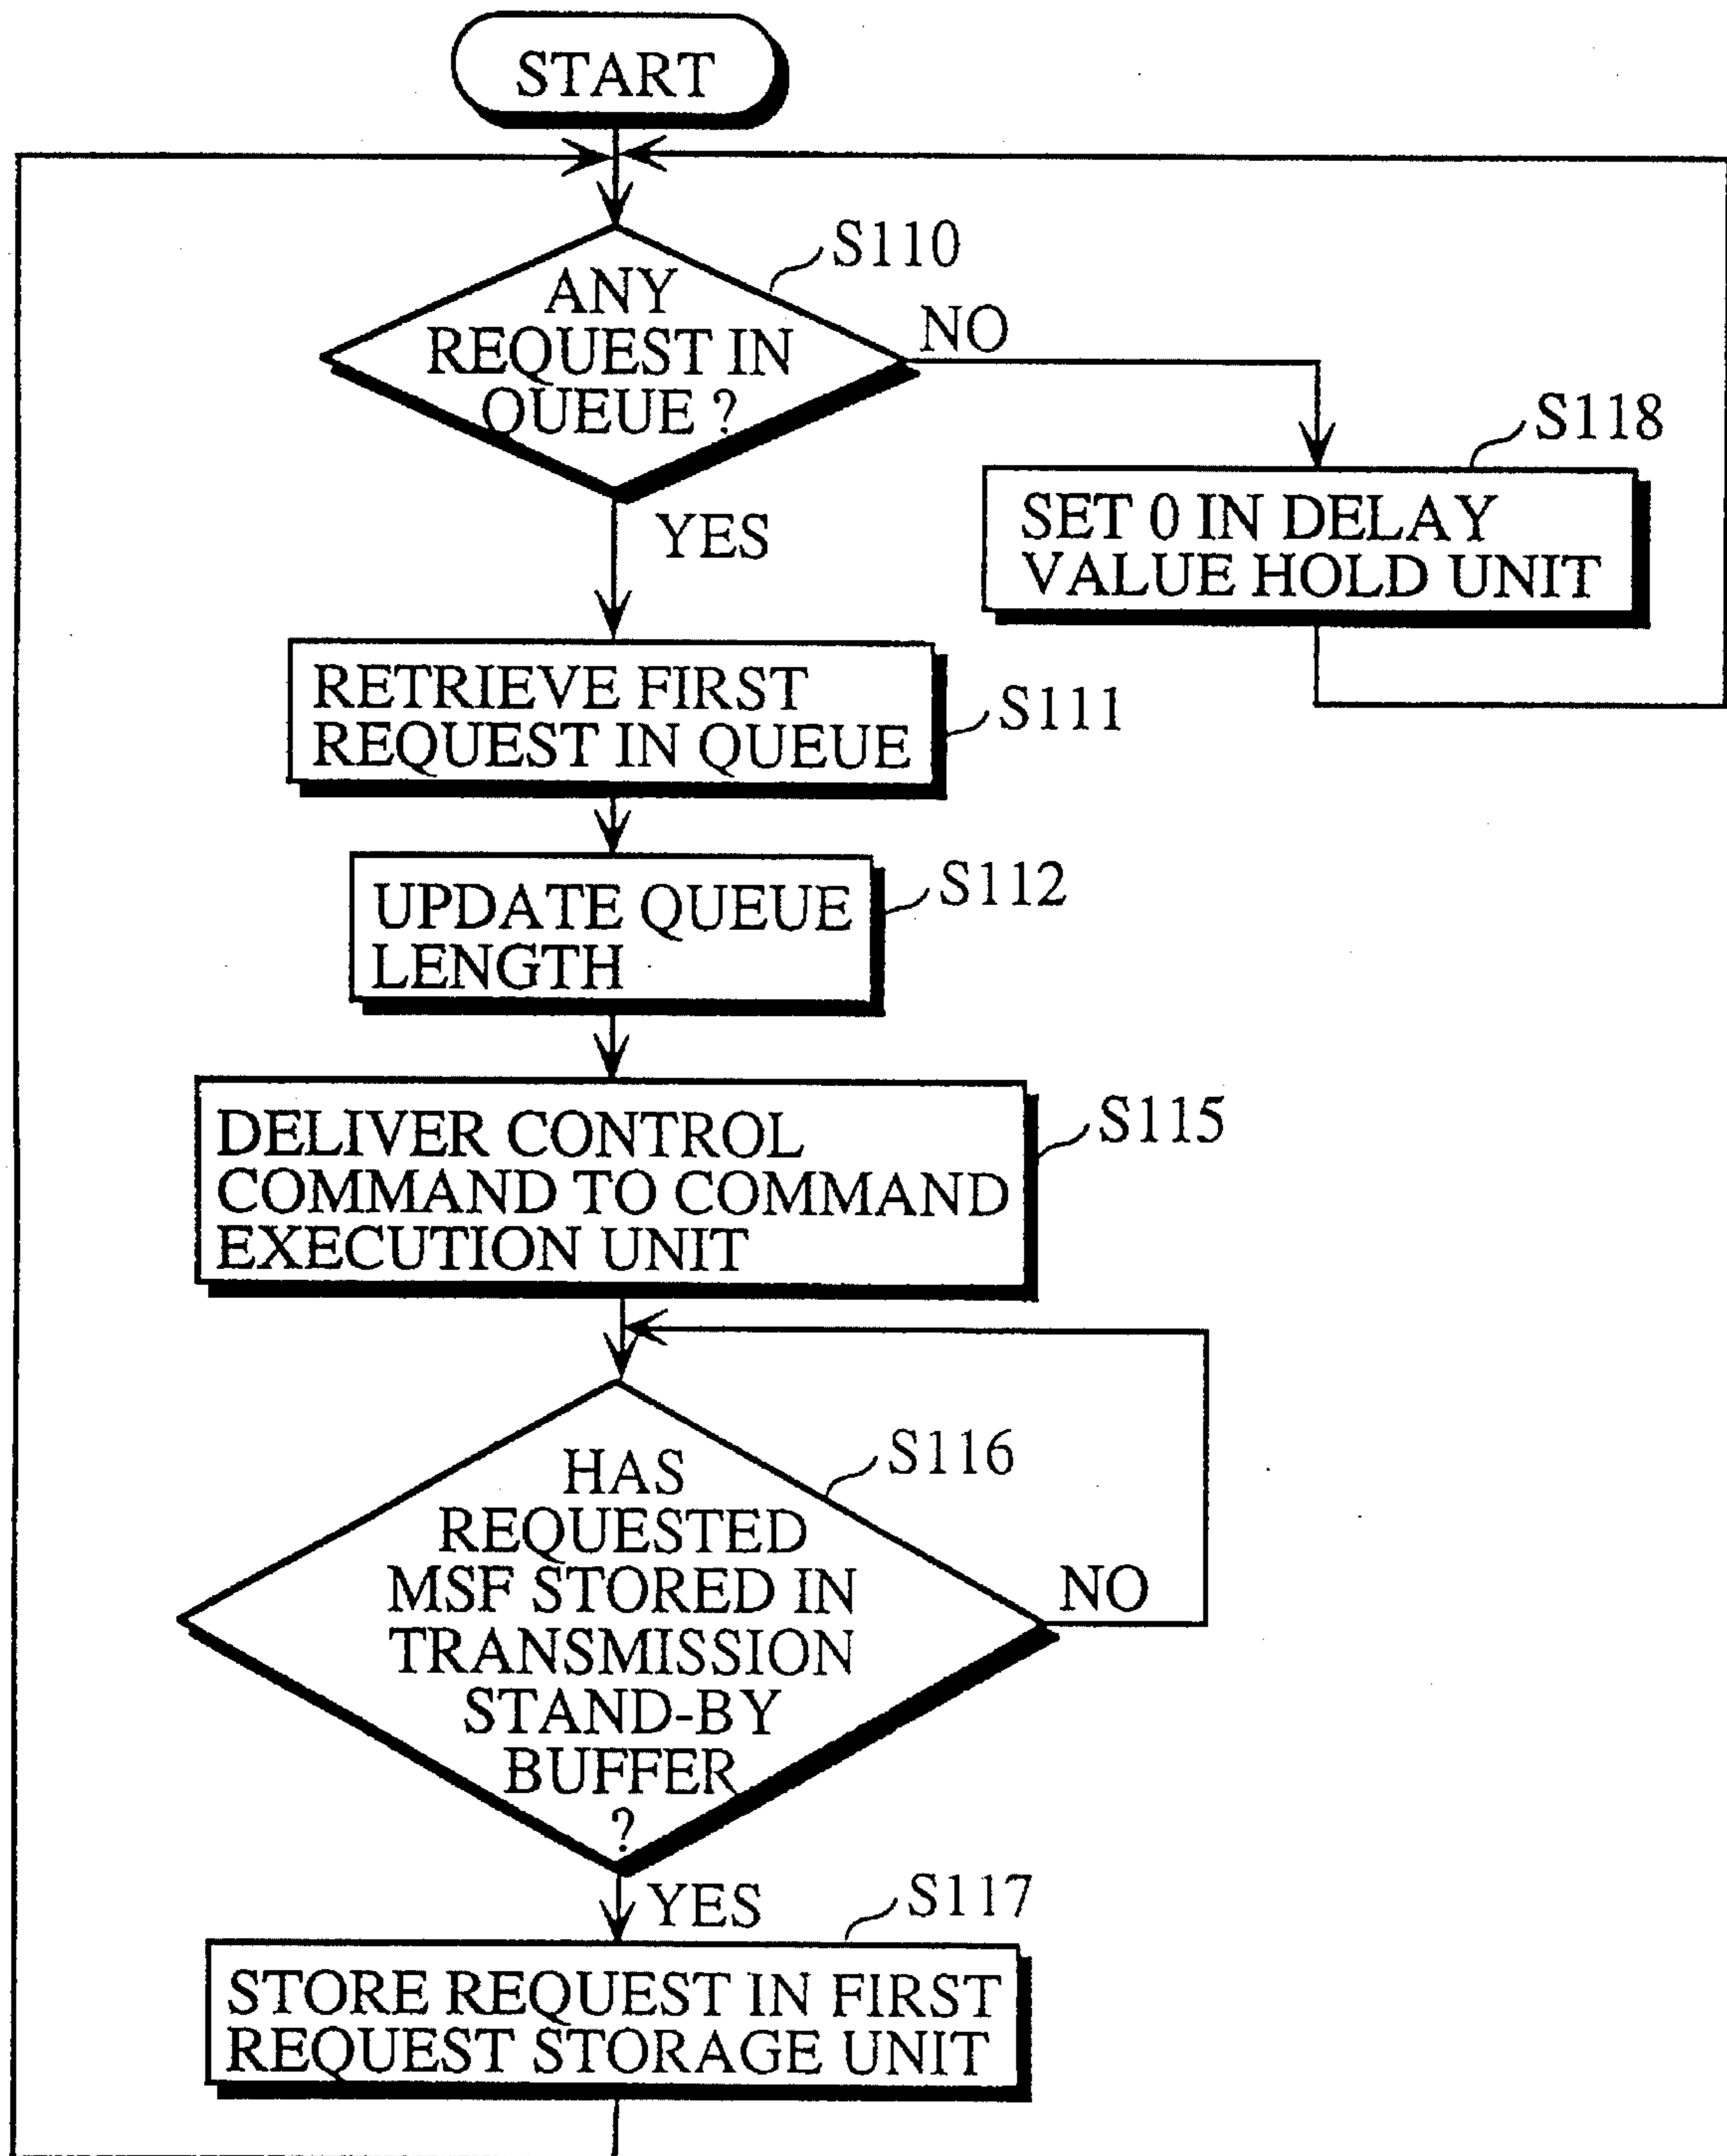 START
S110
ANY
REQUEST IN
QUEUE ?
NO
S118
SET 0 IN DELAY
VALUE HOLD UNIT
YES
RETRIEVE FIRST
REQUEST IN QUEUE
S111
UPDATE QUEUE
LENGTH
S112
DELIVER CONTROL
COMMAND TO COMMAND
EXECUTION UNIT
S115
S116
HAS
REQUESTED
MSF STORED IN
TRANSMISSION
STAND-BY
BUFFER
?
NO
YES
S117
STORE REQUEST IN FIRST
REQUEST STORAGE UNIT